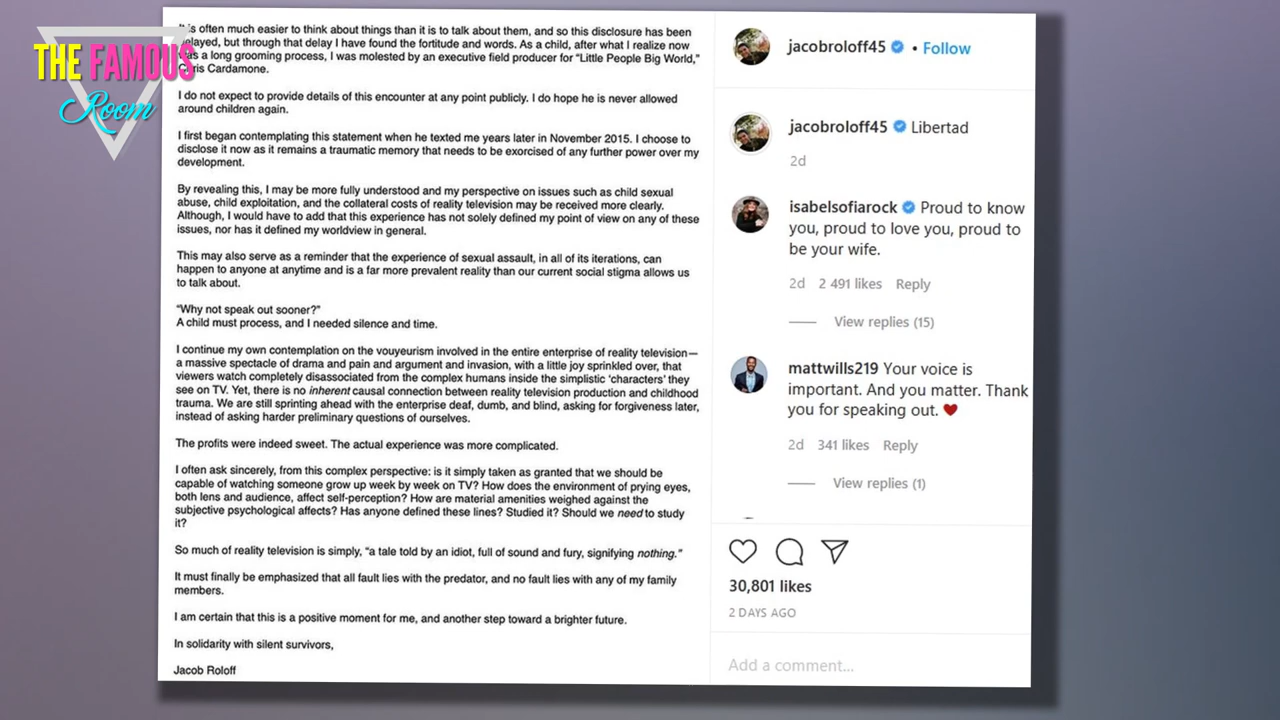 THE FAMOUS
Room
is often much easier to think about things than it is to talk about them, and so this disclosure has been
delayed, but through that delay I have found the fortitude and words. As a child, after what I realize now
was a long grooming process, I was molested by an executive field producer for “Little People Big World,”
Chris Cardamone.
I do not expect to provide details of this encounter at any point publicly. I do hope he is never allowed
around children again.
I first began contemplating this statement when he texted me years later in November 2015. I choose to
disclose it now as it remains a traumatic memory that needs to be exorcised of any further power over my
development.
By revealing this, I may be more fully understood and my perspective on issues such as child sexual
abuse, child exploitation, and the collateral costs of reality television may be received more clearly.
Although, I would have to add that this experience has not solely defined my point of view on any of these
issues, nor has it defined my worldview in general.
This may also serve as a reminder that the experience of sexual assault, in all of its iterations, can
happen to anyone at anytime and is a far more prevalent reality than our current social stigma allows us
to talk about.
“Why not speak out sooner?”
A child must process, and I needed silence and time.
I continue my own contemplation on the vouyeurism involved in the entire enterprise of reality television—
a massive spectacle of drama and pain and argument and invasion, with a little joy sprinkled over, that
viewers watch completely disassociated from the complex humans inside the simplistic ‘characters’ they
see on TV. Yet, there is no inherent causal connection between reality television production and childhood
trauma. We are still sprinting ahead with the enterprise deaf, dumb, and blind, asking for forgiveness later,
instead of asking harder preliminary questions of ourselves.
The profits were indeed sweet. The actual experience was more complicated.
I often ask sincerely, from this complex perspective: is it simply taken as granted that we should be
capable of watching someone grow up week by week on TV? How does the environment of prying eyes,
both lens and audience, affect self-perception? How are material amenities weighed against the
subjective psychological affects? Has anyone defined these lines? Studied it? Should we need to study
it?
So much of reality television is simply, “a tale told by an idiot, full of sound and fury, signifying nothing.”
It must finally be emphasized that all fault lies with the predator, and no fault lies with any of my family
members.
I am certain that this is a positive moment for me, and another step toward a brighter future.
In solidarity with silent survivors,
Jacob Roloff
jacobroloff45 • Follow
jacobroloff45 Libertad
2d
isabelsofiarock Proud to know
you, proud to love you, proud to
be your wife.
2d 2 491 likes Reply
View replies (15)
mattwills219 Your voice is
important. And you matter. Thank
you for speaking out. ♥
2d 341 likes Reply
View replies (1)
30,801 likes
2 DAYS AGO
Add a comment...